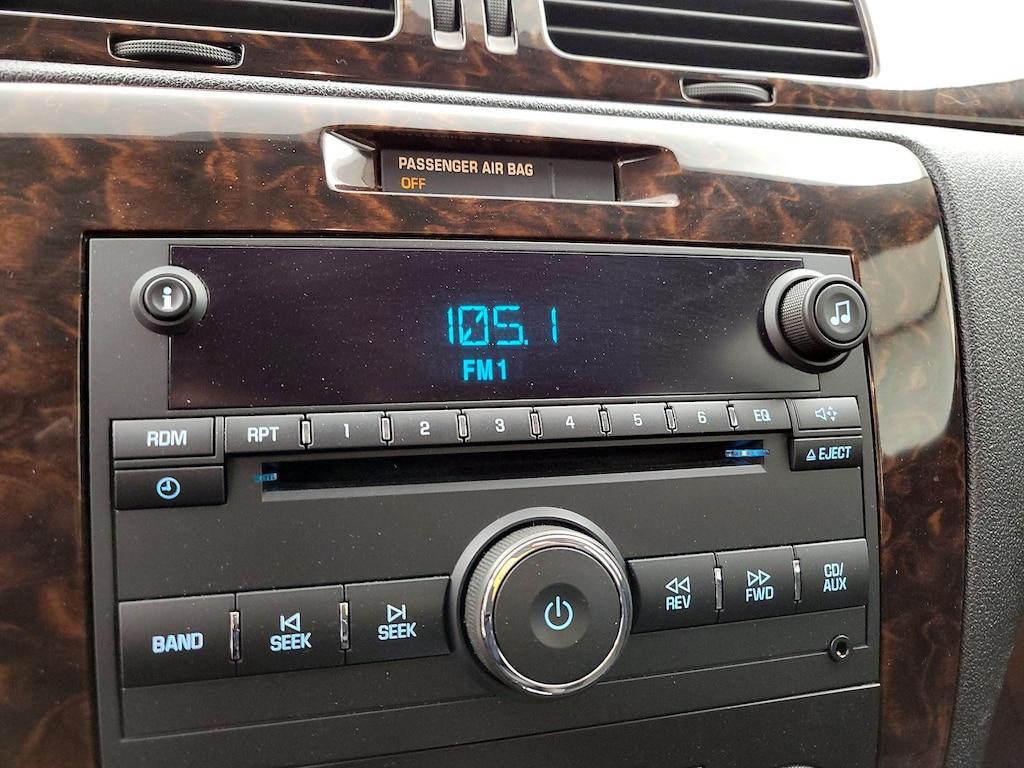 PASSENGER AIR BAG
OFF
i
105.1
FM1
RDM
RPT
1
2
3
4
5
6
EQ
EJECT
BAND
SEEK
SEEK
REV
FWD
CD/
AUX